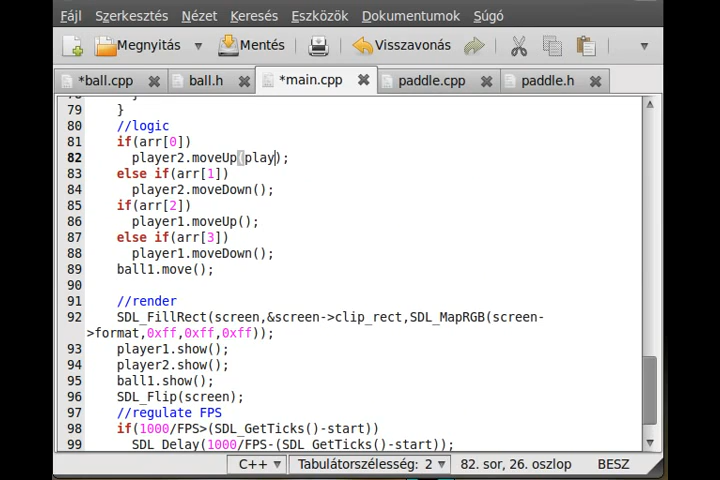 Fájl Szerkesztés Nézet Keresés Eszközök Dokumentumok Súgó
Megnyitás Mentés Visszavonás
*ball.cpp ball.h *main.cpp paddle.cpp paddle.h
79 }
80 //logic
81 if(arr[0])
82 player2.moveUp(play);
83 else if(arr[1])
84 player2.moveDown();
85 if(arr[2])
86 player1.moveUp();
87 else if(arr[3])
88 player1.moveDown();
89 ball1.move();
90
91 //render
92 SDL_FillRect(screen,&screen->clip_rect,SDL_MapRGB(screen-
>format,0xff,0xff,0xff));
93 player1.show();
94 player2.show();
95 ball1.show();
96 SDL_Flip(screen);
97 //regulate FPS
98 if(1000/FPS>(SDL_GetTicks()-start))
99 SDL_Delay(1000/FPS-(SDL_GetTicks()-start));
C++ Tabulátorszélesség: 2 82. sor, 26. oszlop BESZ